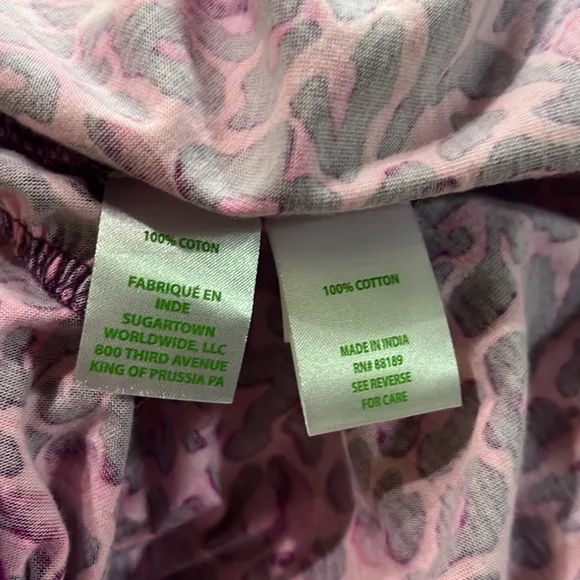 100% COTON
FABRIQUÉ EN
INDE
SUGARTOWN
WORLDWIDE, LLC
800 THIRD AVENUE
KING OF PRUSSIA PA
100% COTTON
MADE IN INDIA
RN# 88189
SEE REVERSE
FOR CARE